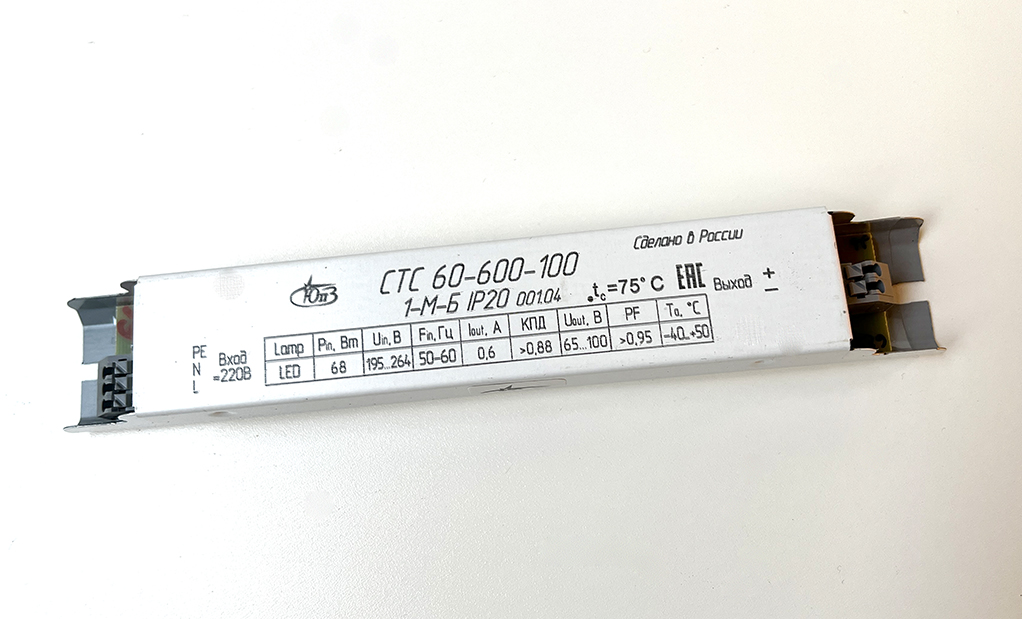 Сделано в России
ЮпЗ
СТС 60-600-100
1-М-Б IP20 001.04
.tc=75° C
EAC
Выход + −
PE
N
L
Вход
=220В
Lamp Pin, Вт Uin, В Fin, Гц Iout, А КПД Uout, В PF Ta, °C
LED 68 195...264 50-60 0,6 >0,88 65...100 >0,95 -40...+50